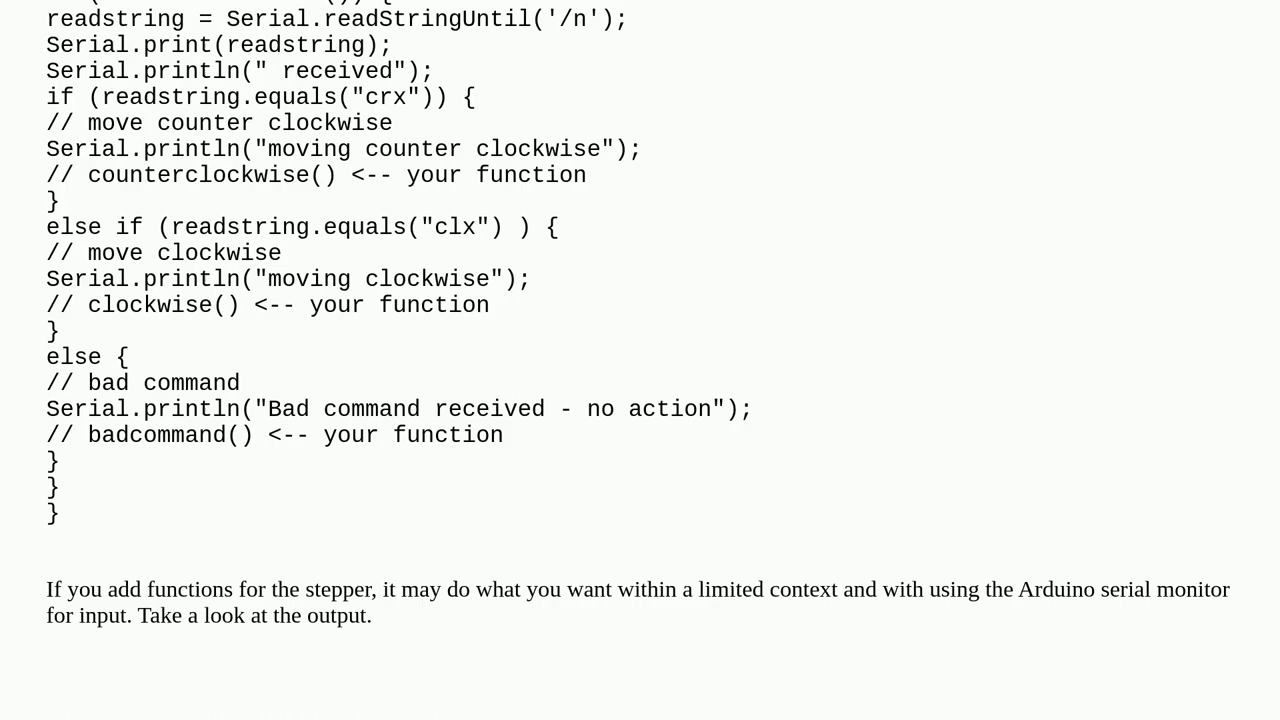 readstring = Serial.readStringUntil('/n');
Serial.print(readstring);
Serial.println(" received");
if (readstring.equals("crx")) {
// move counter clockwise
Serial.println("moving counter clockwise");
// counterclockwise() <-- your function
}
else if (readstring.equals("clx") ) {
// move clockwise
Serial.println("moving clockwise");
// clockwise() <-- your function
}
else {
// bad command
Serial.println("Bad command received - no action");
// badcommand() <-- your function
}
}
}
If you add functions for the stepper, it may do what you want within a limited context and with using the Arduino serial monitor
for input. Take a look at the output.